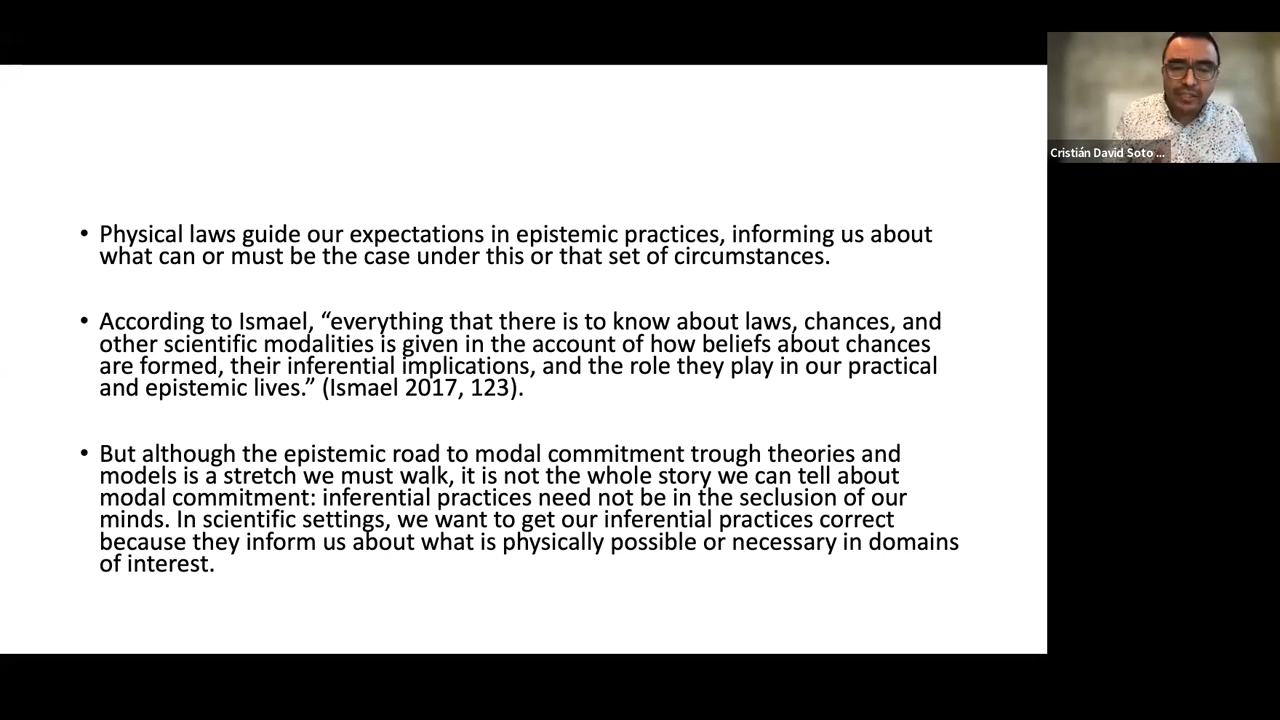 • Physical laws guide our expectations in epistemic practices, informing us about
what can or must be the case under this or that set of circumstances.
• According to Ismael, “everything that there is to know about laws, chances, and
other scientific modalities is given in the account of how beliefs about chances
are formed, their inferential implications, and the role they play in our practical
and epistemic lives.” (Ismael 2017, 123).
• But although the epistemic road to modal commitment trough theories and
models is a stretch we must walk, it is not the whole story we can tell about
modal commitment: inferential practices need not be in the seclusion of our
minds. In scientific settings, we want to get our inferential practices correct
because they inform us about what is physically possible or necessary in domains
of interest.
Cristián David Soto ...